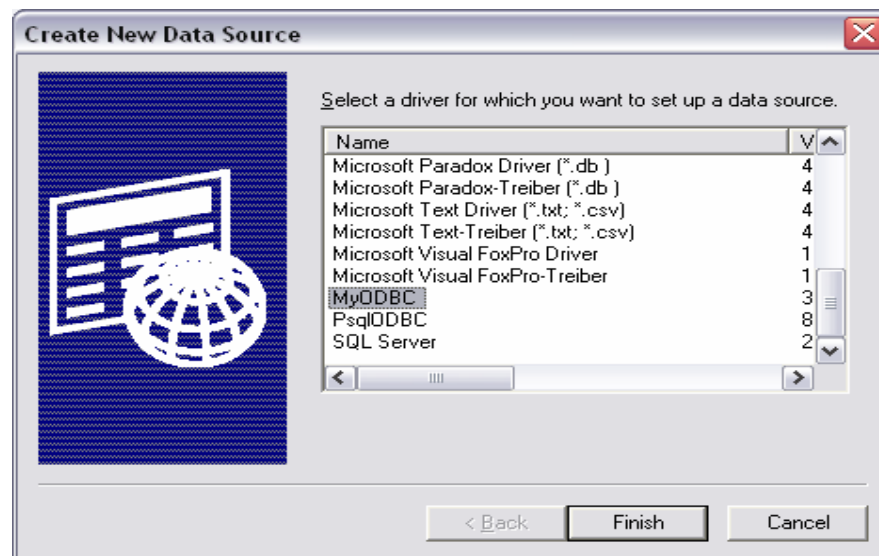 Create New Data Source
Select a driver for which you want to set up a data source.
Name V
Microsoft Paradox Driver (*.db ) 4
Microsoft Paradox-Treiber (*.db ) 4
Microsoft Text Driver (*.txt; *.csv) 4
Microsoft Text-Treiber (*.txt; *.csv) 4
Microsoft Visual FoxPro Driver 1
Microsoft Visual FoxPro-Treiber 1
MyODBC 3
PsqlODBC 8
SQL Server 2
< Back Finish Cancel